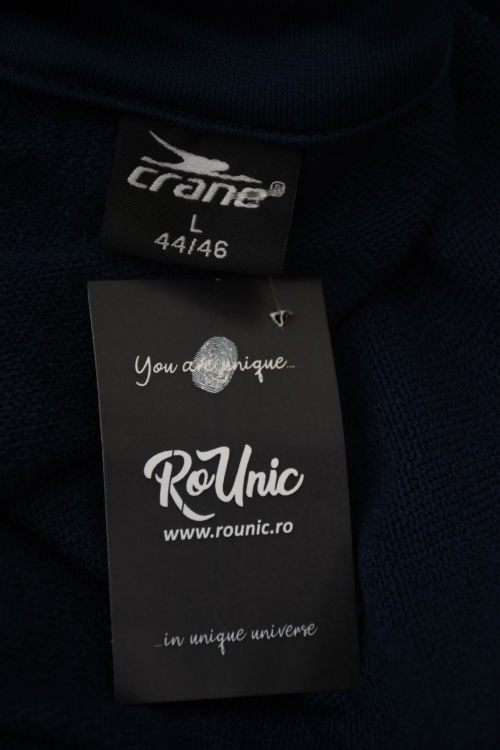 crane®
L
44/46
You are unique...
RoUnic
www.rounic.ro
...in unique universe